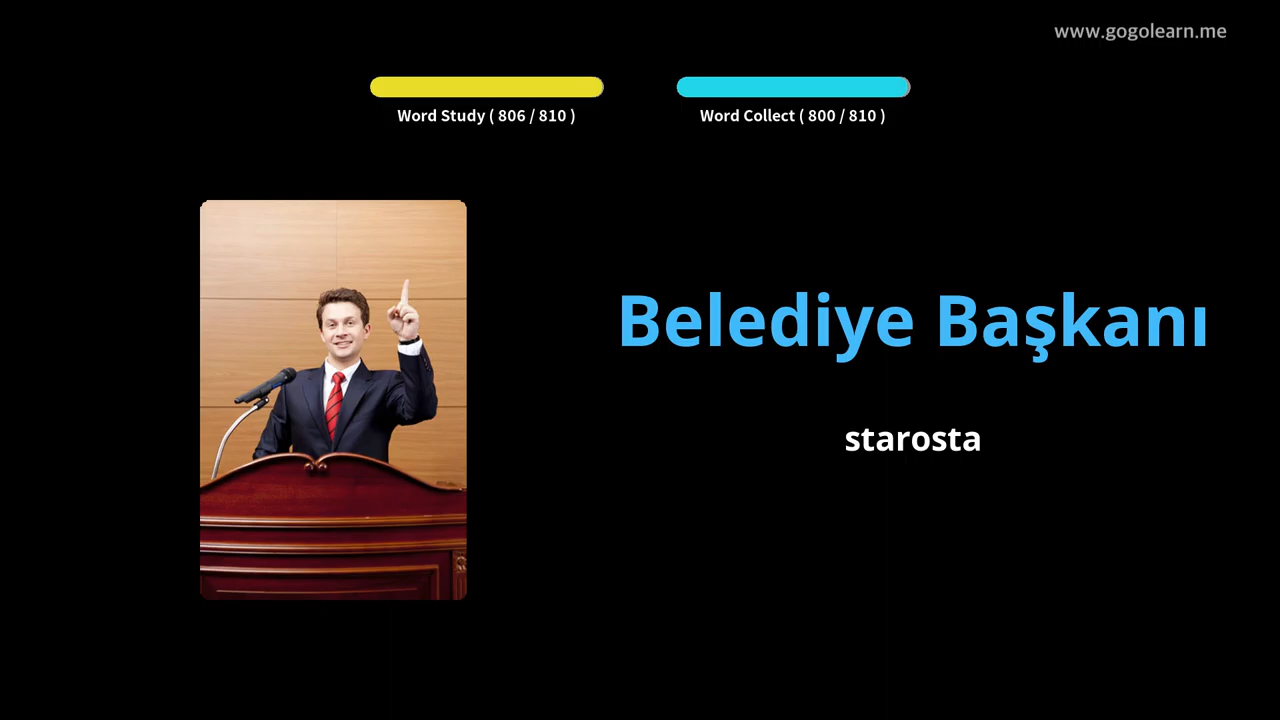 www.gogolearn.me
Word Study ( 806 / 810 )
Word Collect ( 800 / 810 )
Belediye Başkanı
starosta